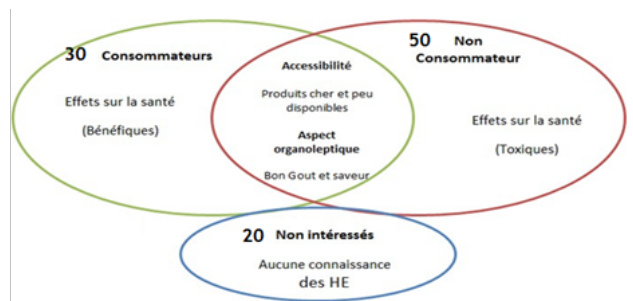 30 Consommateurs
Effets sur la santé
(Bénéfiques)
Accessibilité
Produits cher et peu
disponibles
Aspect
organoleptique
Bon Gout et saveur
50 Non
Consommateur
Effets sur la santé
(Toxiques)
20 Non intéressés
Aucune connaissance
des HE